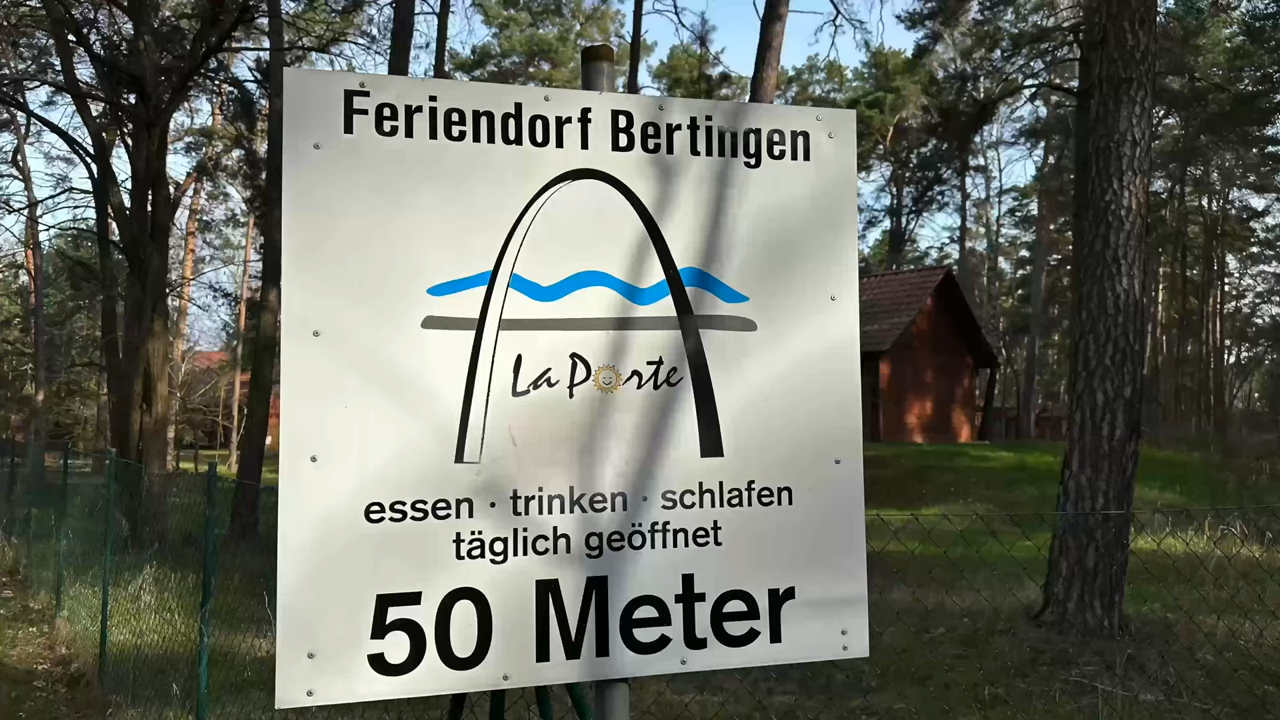 Feriendorf Bertingen
La Porte
essen · trinken · schlafen
täglich geöffnet
50 Meter